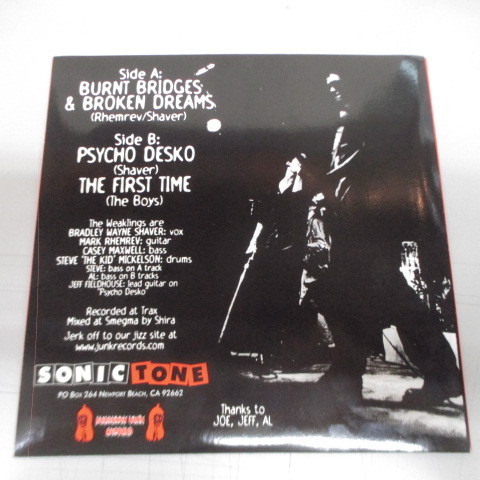 Side A:
BURNT BRIDGES
& BROKEN DREAMS
(Rhemrev/Shaver)
Side B:
PSYCHO DESKO
(Shaver)
THE FIRST TIME
(The Boys)
The Weaklings are
BRADLEY WAYNE SHAVER: vox
MARK RHEMREV: guitar
CASEY MAXWELL: bass
STEVE "THE KID" MICKELSON: drums
STEVE: bass on A track
AL: bass on B tracks
JEFF FIELDHOUSE: lead guitar on
"Psycho Desko"
Recorded at Trax
Mixed at Smegma by Shira
Jerk off to our jizz site at
www.junkrecords.com
SONIC TONE
PO BOX 264 NEWPORT BEACH, CA 92662
Thanks to
JOE, JEFF, AL